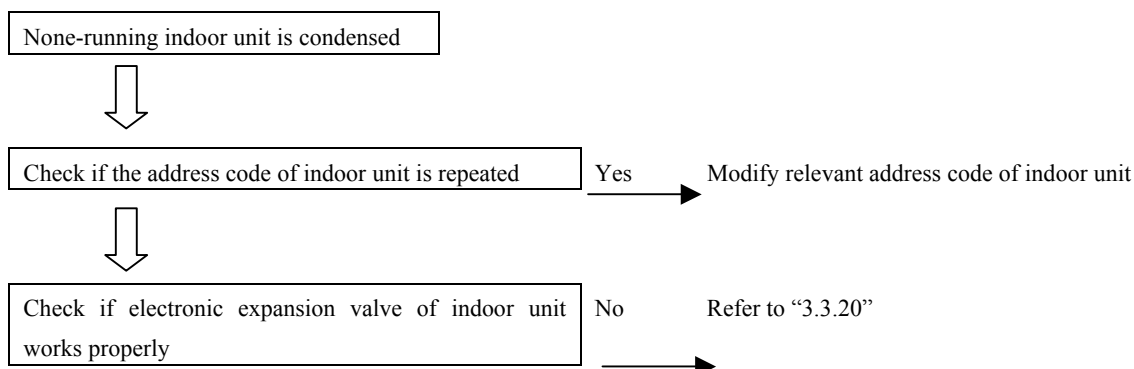 None-running indoor unit is condensed
Check if the address code of indoor unit is repeated
Yes
Modify relevant address code of indoor unit
Check if electronic expansion valve of indoor unit
works properly
No
Refer to “3.3.20”